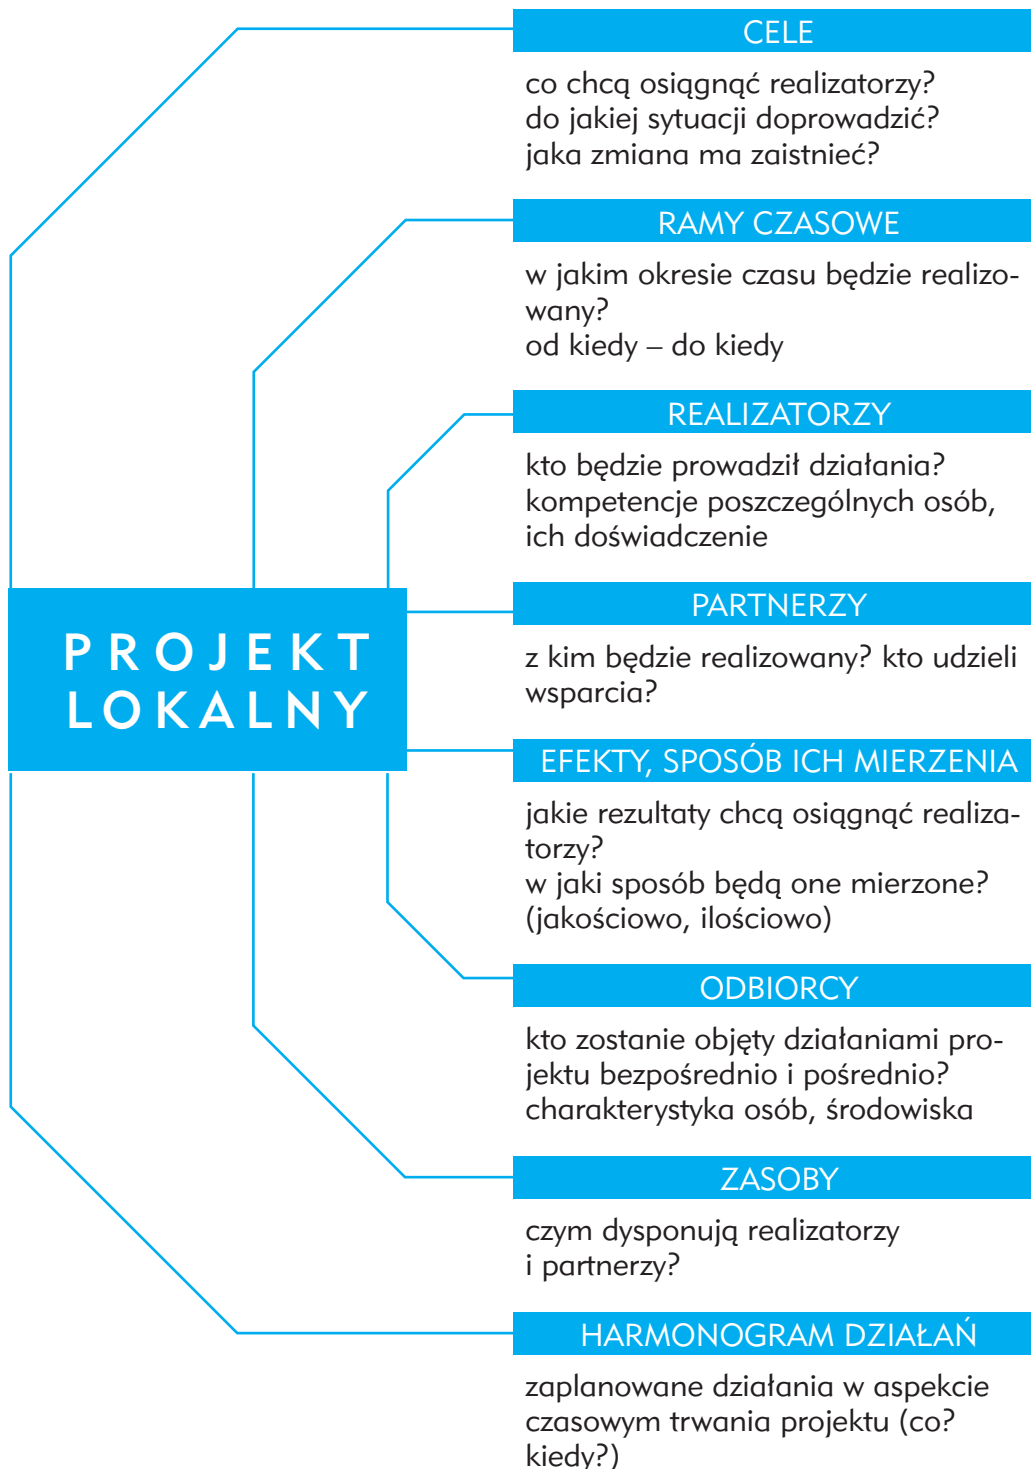 CELE
co chcą osiągnąć realizatorzy?
do jakiej sytuacji doprowadzić?
jaka zmiana ma zaistnieć?
RAMY CZASOWE
w jakim okresie czasu będzie realizo-
wany?
od kiedy – do kiedy
REALIZATORZY
kto będzie prowadził działania?
kompetencje poszczególnych osób,
ich doświadczenie
PROJEKT
LOKALNY
PARTNERZY
z kim będzie realizowany? kto udzieli
wsparcia?
EFEKTY, SPOSÓB ICH MIERZENIA
jakie rezultaty chcą osiągnąć realiza-
torzy?
w jaki sposób będą one mierzone?
(jakościowo, ilościowo)
ODBIORCY
kto zostanie objęty działaniami pro-
jektu bezpośrednio i pośrednio?
charakterystyka osób, środowiska
ZASOBY
czym dysponują realizatorzy
i partnerzy?
HARMONOGRAM DZIAŁAŃ
zaplanowane działania w aspekcie
czasowym trwania projektu (co?
kiedy?)